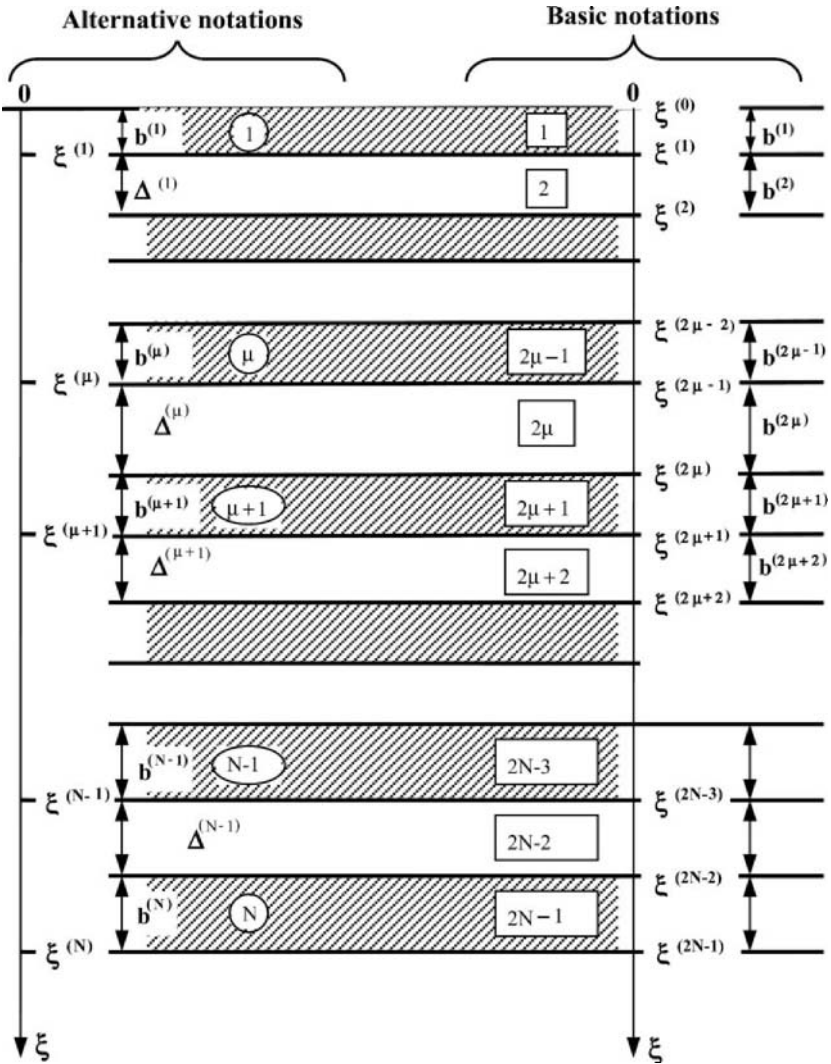 Alternative notations Basic notations
0 0
ξ⁽⁰⁾
b⁽¹⁾ 1 1 b⁽¹⁾
ξ⁽¹⁾ ξ⁽¹⁾
Δ⁽¹⁾ 2 b⁽²⁾
ξ⁽²⁾
ξ⁽²μ⁻²⁾
b⁽μ⁾ μ 2μ−1 b⁽²μ⁻¹⁾
ξ⁽μ⁾ ξ⁽²μ⁻¹⁾
Δ⁽μ⁾ 2μ b⁽²μ⁾
ξ⁽²μ⁾
b⁽μ⁺¹⁾ μ+1 2μ+1 b⁽²μ⁺¹⁾
ξ⁽μ⁺¹⁾ ξ⁽²μ⁺¹⁾
Δ⁽μ⁺¹⁾ 2μ+2 b⁽²μ⁺²⁾
ξ⁽²μ⁺²⁾
b⁽ᴺ⁻¹⁾ N-1 2N-3
ξ⁽ᴺ⁻¹⁾ ξ⁽²ᴺ⁻³⁾
Δ⁽ᴺ⁻¹⁾ 2N-2
ξ⁽²ᴺ⁻²⁾
b⁽ᴺ⁾ N 2N−1
ξ⁽ᴺ⁾ ξ⁽²ᴺ⁻¹⁾
ξ ξ